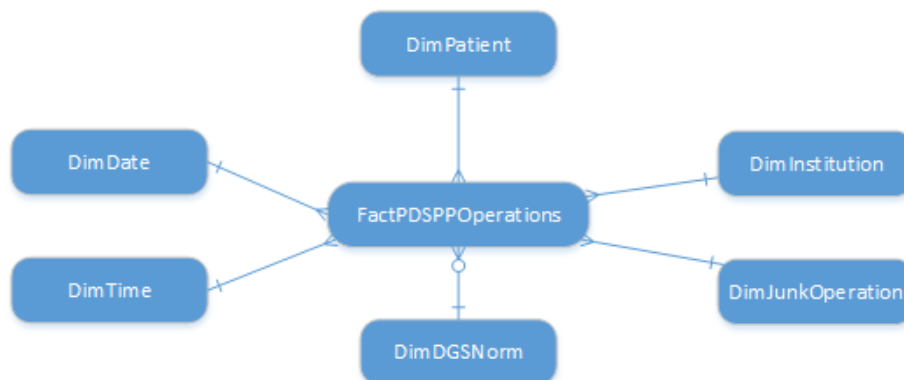 DimPatient
DimDate
DimInstitution
FactPDSPPOperations
DimTime
DimJunkOperation
DimDGSNorm